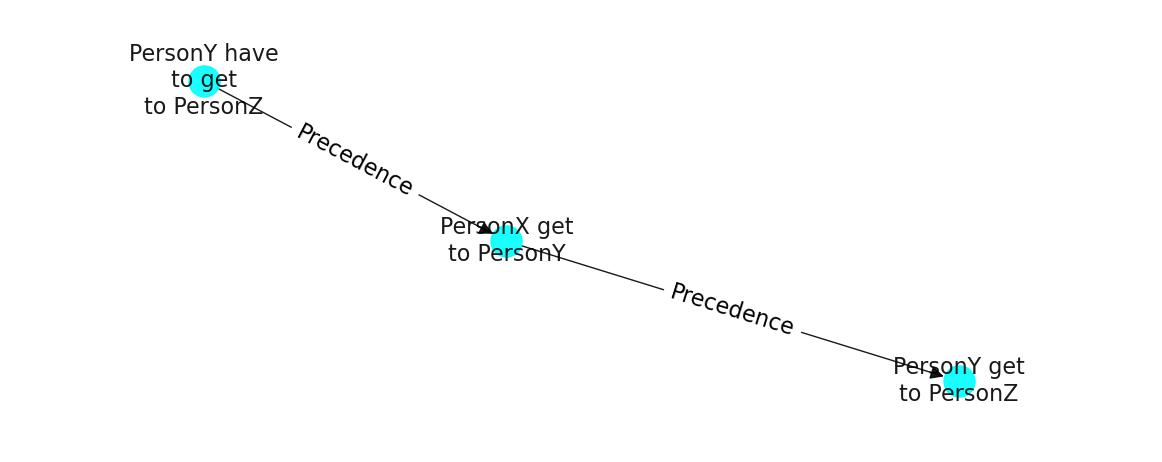 PersonY have
to get
to PersonZ
Precedence
PersonX get
to PersonY
Precedence
PersonY get
to PersonZ